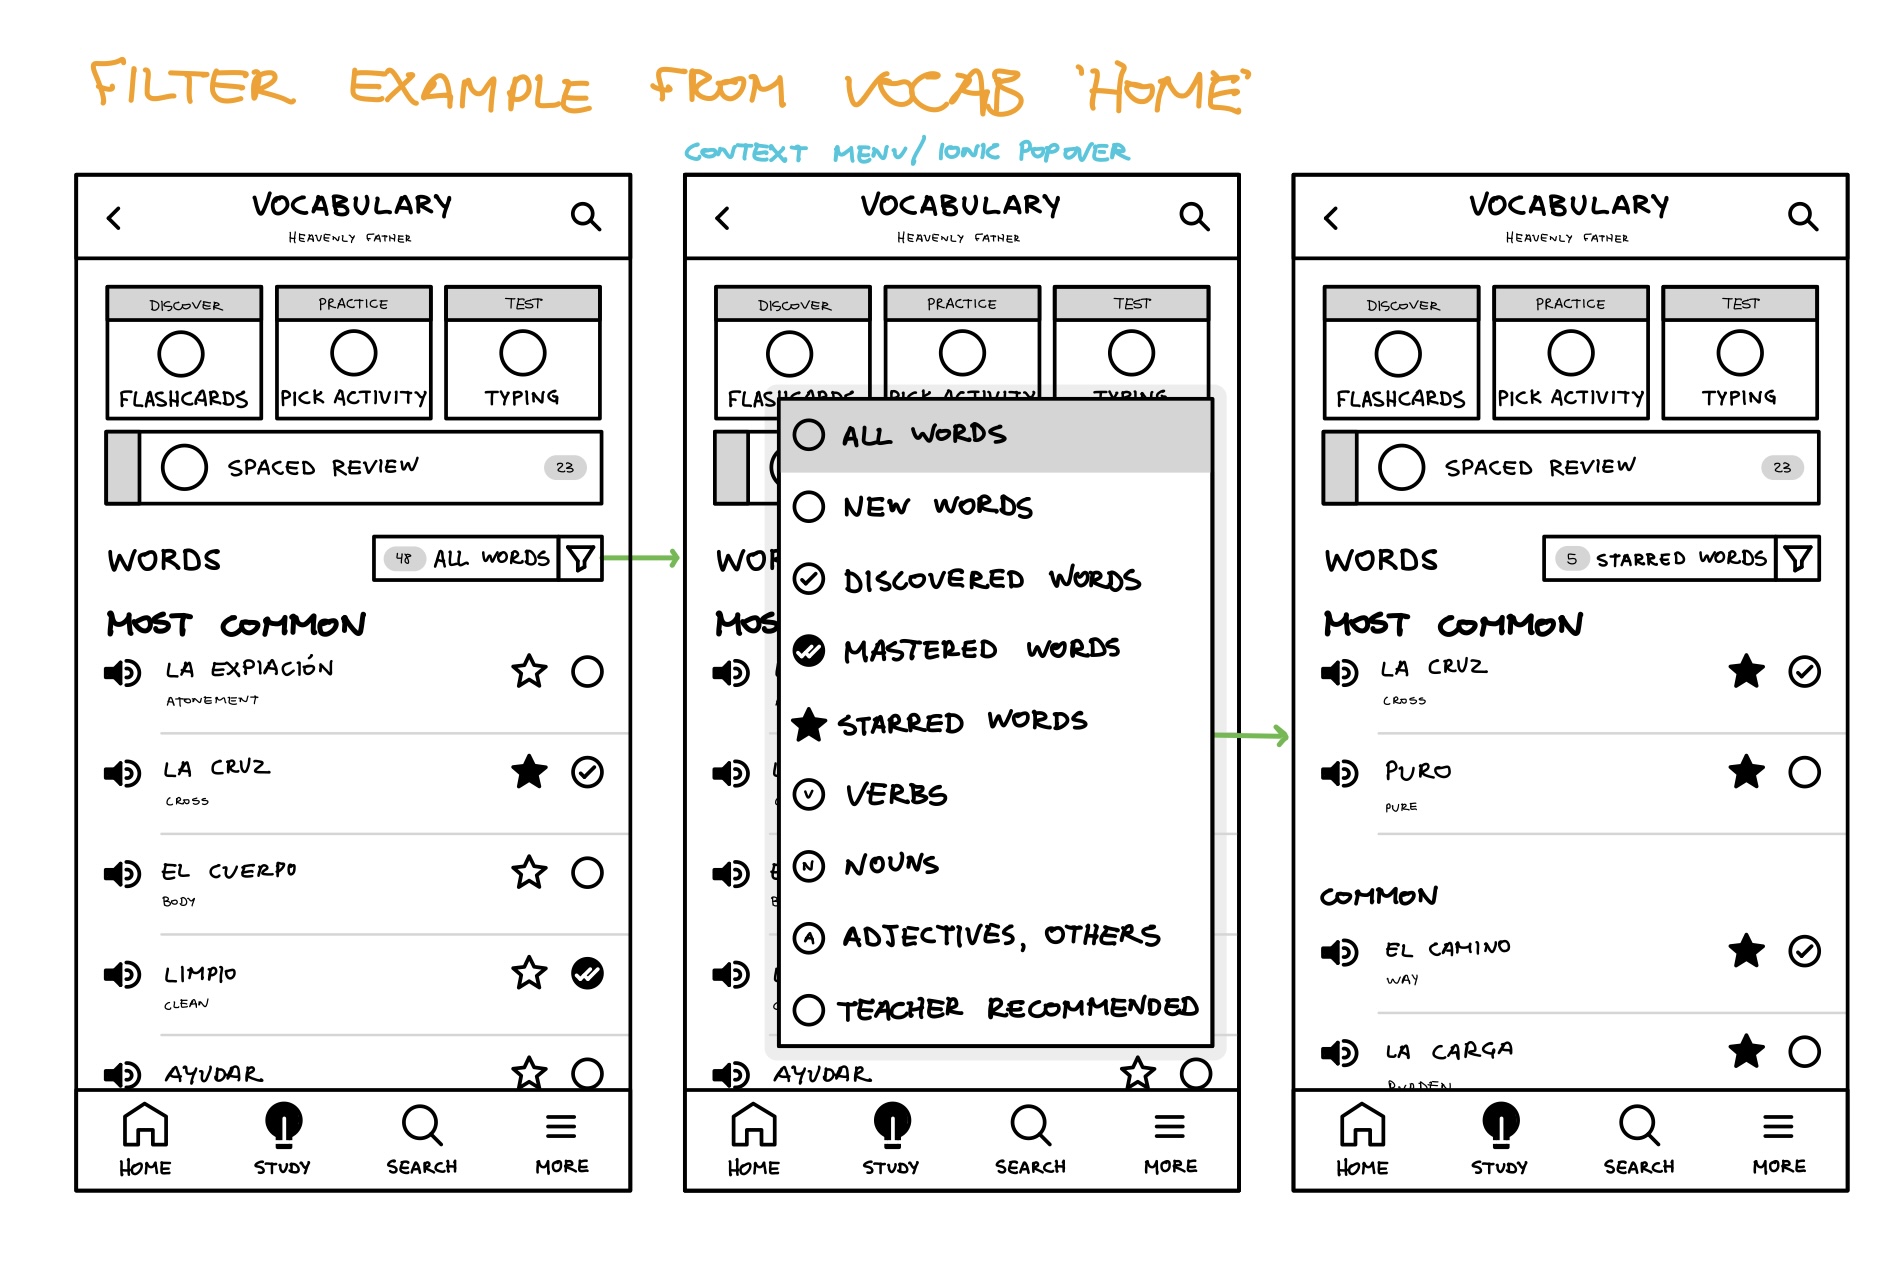 FILTER EXAMPLE FROM VOCAB 'HOME'
CONTEXT MENU/ IONIC POPOVER
VOCABULARY
HEAVENLY FATHER
DISCOVER PRACTICE TEST
FLASHCARDS PICK ACTIVITY TYPING
SPACED REVIEW 23
WORDS 48 ALL WORDS
MOST COMMON
LA EXPIACIÓN
ATONEMENT
LA CRUZ
CROSS
EL CUERPO
BODY
LIMPIO
CLEAN
AYUDAR
HOME STUDY SEARCH MORE
VOCABULARY
HEAVENLY FATHER
DISCOVER PRACTICE TEST
FLASHCARDS PICK ACTIVITY TYPING
ALL WORDS
NEW WORDS
DISCOVERED WORDS
MASTERED WORDS
STARRED WORDS
V VERBS
N NOUNS
A ADJECTIVES, OTHERS
TEACHER RECOMMENDED
AYUDAR
HOME STUDY SEARCH MORE
VOCABULARY
HEAVENLY FATHER
DISCOVER PRACTICE TEST
FLASHCARDS PICK ACTIVITY TYPING
SPACED REVIEW 23
WORDS 5 STARRED WORDS
MOST COMMON
LA CRUZ
CROSS
PURO
PURE
COMMON
EL CAMINO
WAY
LA CARGA
BURDEN
HOME STUDY SEARCH MORE